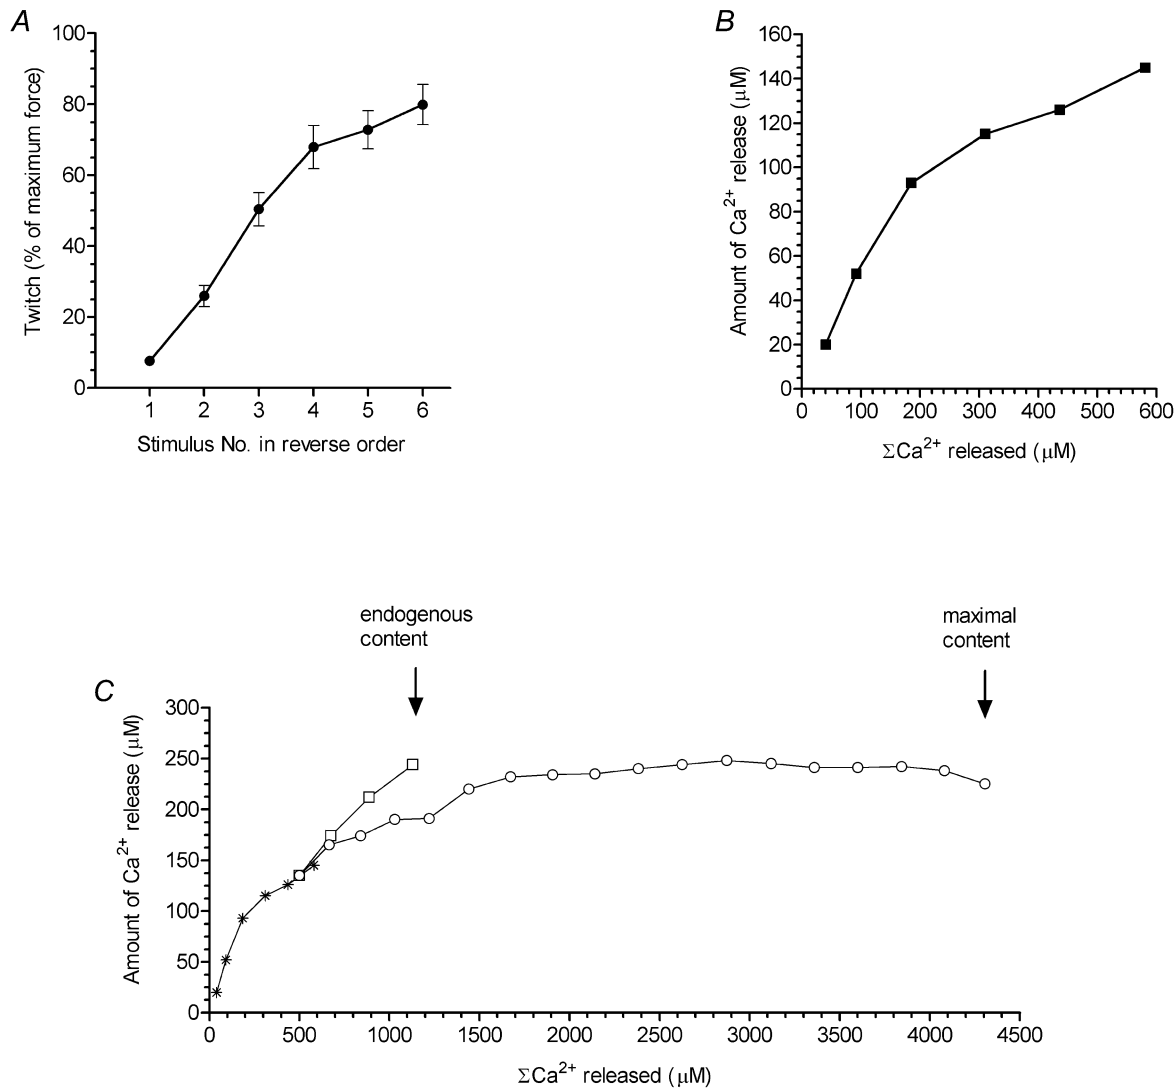 A
100
80
60
40
20
0
Twitch (% of maximum force)
1 2 3 4 5 6
Stimulus No. in reverse order
B
160
140
120
100
80
60
40
20
0
Amount of Ca2+ release (µM)
0 100 200 300 400 500 600
ΣCa2+ released (µM)
endogenous
content
maximal
content
C
300
250
200
150
100
50
0
Amount of Ca2+ release (µM)
0 500 1000 1500 2000 2500 3000 3500 4000 4500
ΣCa2+ released (µM)